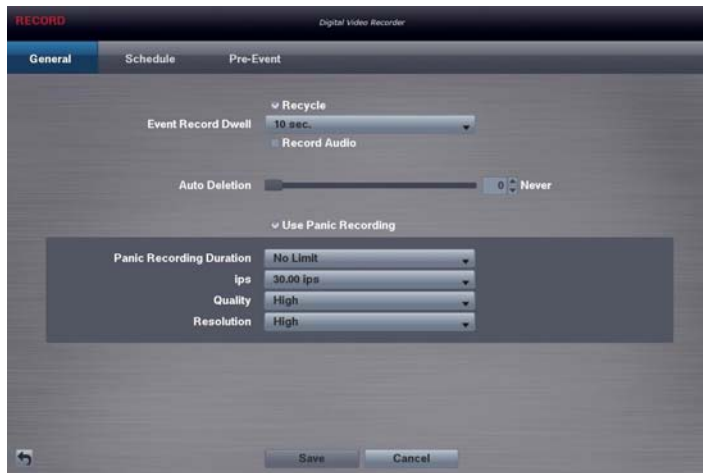 RECORD
Digital Video Recorder
General Schedule Pre-Event
Recycle
Event Record Dwell 10 sec.
Record Audio
Auto Deletion 0 Never
Use Panic Recording
Panic Recording Duration No Limit
ips 30.00 ips
Quality High
Resolution High
Save Cancel